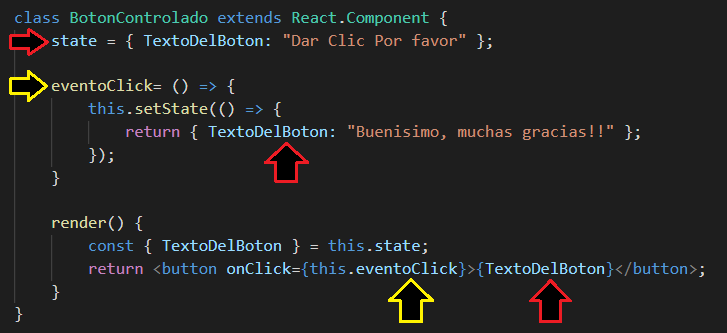 class BotonControlado extends React.Component {
state = { TextoDelBoton: "Dar Clic Por favor" };
eventoClick= () => {
this.setState(() => {
return { TextoDelBoton: "Buenisimo, muchas gracias!!" };
});
}
render() {
const { TextoDelBoton } = this.state;
return <button onClick={this.eventoClick}>{TextoDelBoton}</button>;
}
}